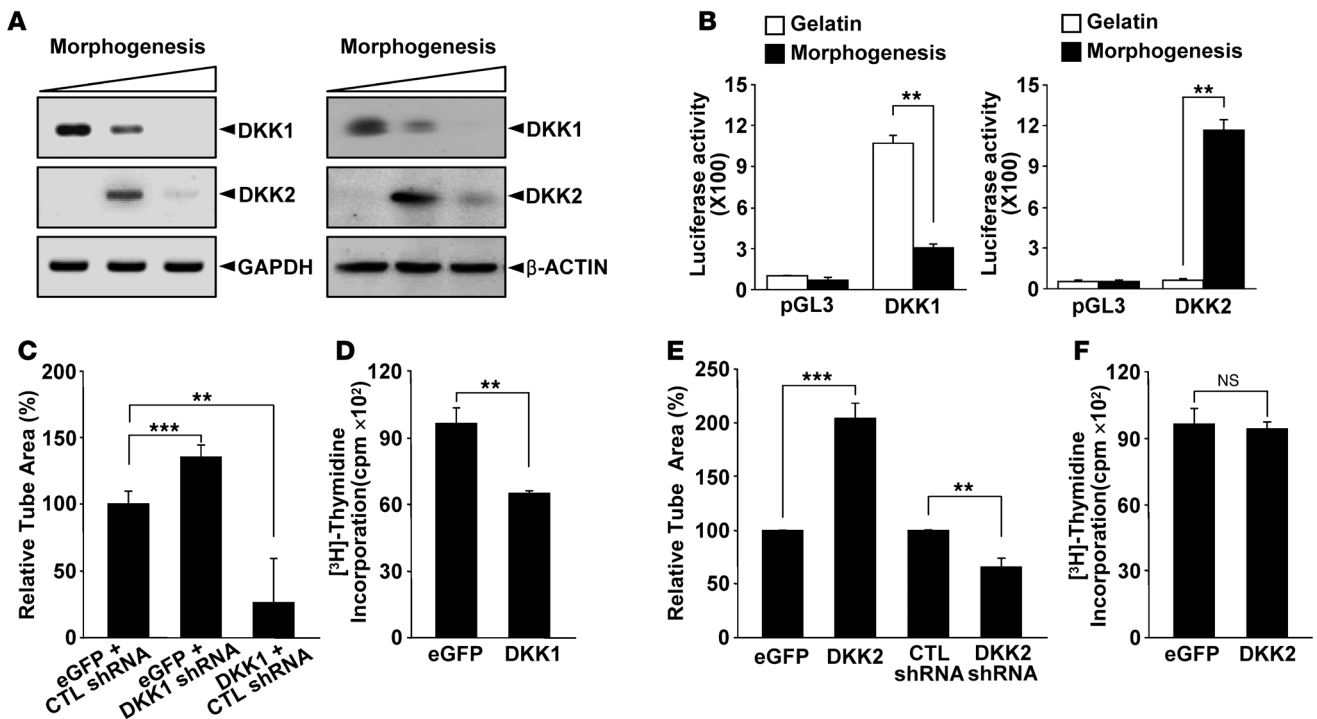 A
Morphogenesis
DKK1
DKK2
GAPDH
Morphogenesis
DKK1
DKK2
β-ACTIN
B
Gelatin
Morphogenesis
Luciferase activity
(X100)
15
12
9
6
3
0
**
pGL3
DKK1
Gelatin
Morphogenesis
Luciferase activity
(X100)
15
12
9
6
3
0
**
pGL3
DKK2
C
Relative Tube Area (%)
200
150
100
50
0
**
***
eGFP +
CTL shRNA
eGFP +
DKK1 shRNA
DKK1 +
CTL shRNA
D
[³H]-Thymidine
Incorporation(cpm ×10²)
120
90
60
30
0
**
eGFP
DKK1
E
Relative Tube Area (%)
250
200
150
100
50
0
***
**
eGFP
DKK2
CTL
shRNA
DKK2
shRNA
F
[³H]-Thymidine
Incorporation(cpm ×10²)
120
90
60
30
0
NS
eGFP
DKK2